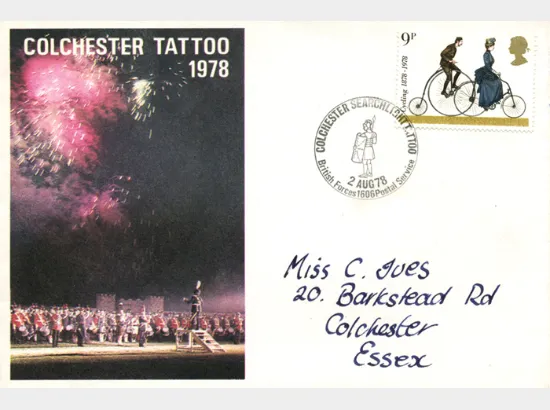 COLCHESTER TATTOO
1978
9P
Cycling 1878-1978
COLCHESTER SEARCHLIGHT TATTOO
2 AUG 78
British Forces 1606 Postal Service
Miss C. Ives
20. Barkstead Rd
Colchester
Essex